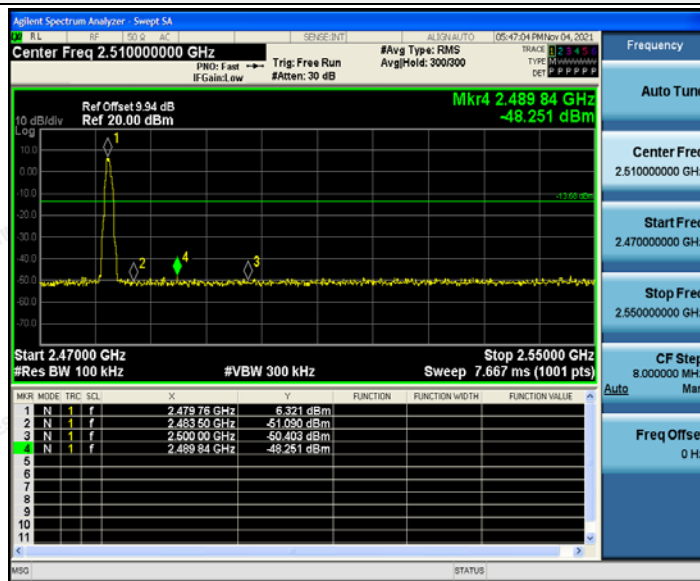 Agilent Spectrum Analyzer - Swept SA
RL RF 50 Ω AC SENSE:INT ALIGN AUTO 05:47:04 PM Nov 04, 2021
Center Freq 2.510000000 GHz
PNO: Fast
IFGain:Low
Trig: Free Run
#Atten: 30 dB
#Avg Type: RMS
Avg|Hold: 300/300
TRACE 1 2 3 4 5 6
TYPE M W W W W W
DET P P P P P P
Ref Offset 9.94 dB
Ref 20.00 dBm
10 dB/div
Log
Mkr4 2.489 84 GHz
-48.251 dBm
1
10.0
0.00
-10.0
-20.0
-30.0
-40.0
-50.0
-60.0
-70.0
2
4
3
Start 2.47000 GHz
Stop 2.55000 GHz
#Res BW 100 kHz
#VBW 300 kHz
Sweep 7.667 ms (1001 pts)
MKR MODE TRC SCL X Y FUNCTION FUNCTION WIDTH FUNCTION VALUE
1 N 1 f 2.479 76 GHz 6.321 dBm
2 N 1 f 2.483 50 GHz -51.090 dBm
3 N 1 f 2.500 00 GHz -50.403 dBm
4 N 1 f 2.489 84 GHz -48.251 dBm
5
6
7
8
9
10
11
MSG
STATUS
Frequency
Auto Tune
Center Freq
2.510000000 GHz
Start Freq
2.470000000 GHz
Stop Freq
2.550000000 GHz
CF Step
8.000000 MHz
Auto Man
Freq Offset
0 Hz